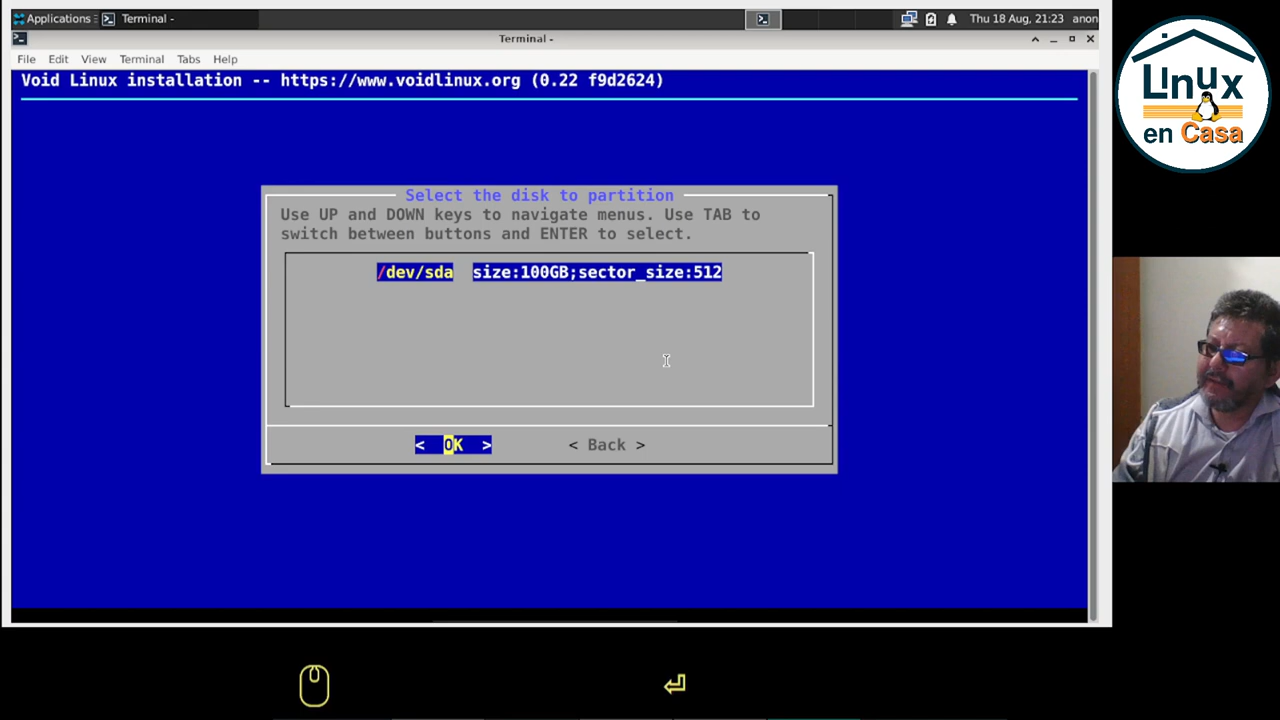 Applications Terminal - Thu 18 Aug, 21:23 anon
Terminal -
File Edit View Terminal Tabs Help
Void Linux installation -- https://www.voidlinux.org (0.22 f9d2624)
Select the disk to partition
Use UP and DOWN keys to navigate menus. Use TAB to
switch between buttons and ENTER to select.
/dev/sda size:100GB;sector_size:512
< OK > < Back >
Linux
en Casa